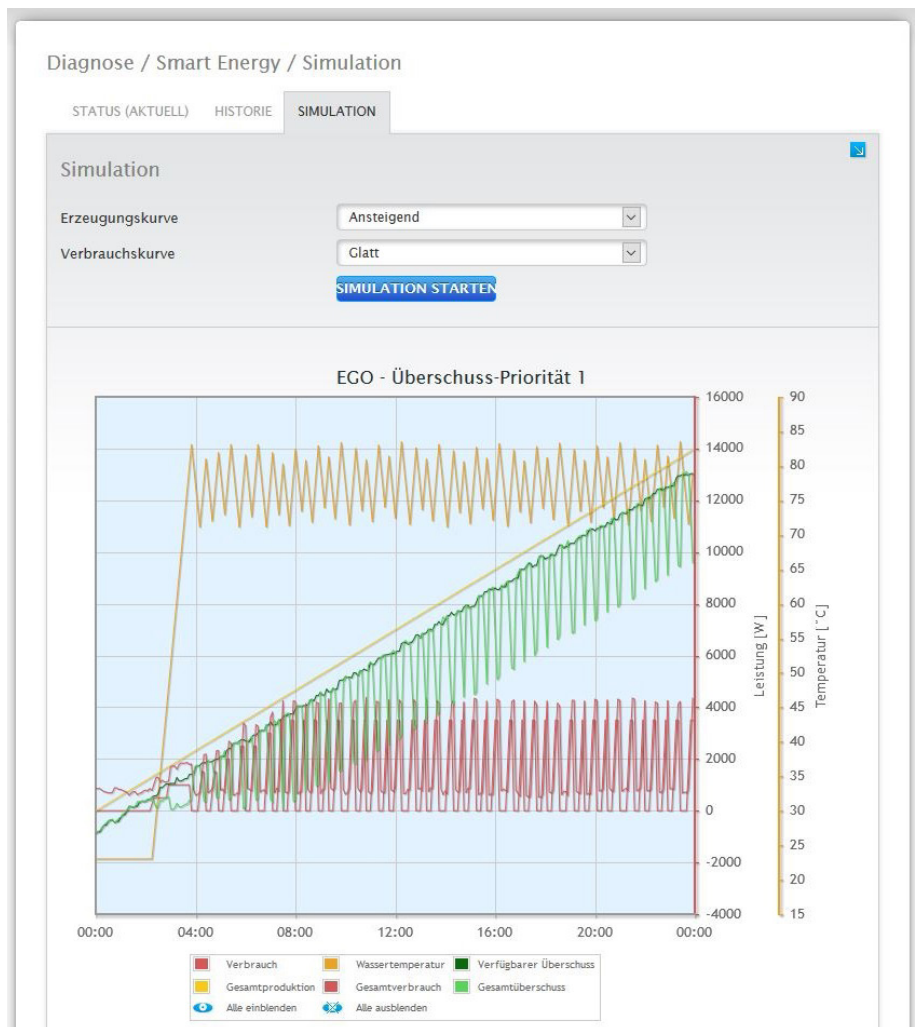 Diagnose / Smart Energy / Simulation
STATUS (AKTUELL) HISTORIE SIMULATION
Simulation
Erzeugungskurve Ansteigend
Verbrauchskurve Glatt
SIMULATION STARTEN
EGO - Überschuss-Priorität 1
16000 90
85
14000
80
12000 75
70
10000
65
8000 60
55
6000
50
4000 45
40
2000
35
0 30
25
-2000
20
-4000 15
Leistung [W]
Temperatur [°C]
00:00 04:00 08:00 12:00 16:00 20:00 00:00
Verbrauch Wassertemperatur Verfügbarer Überschuss
Gesamtproduktion Gesamtverbrauch Gesamtüberschuss
Alle einblenden Alle ausblenden